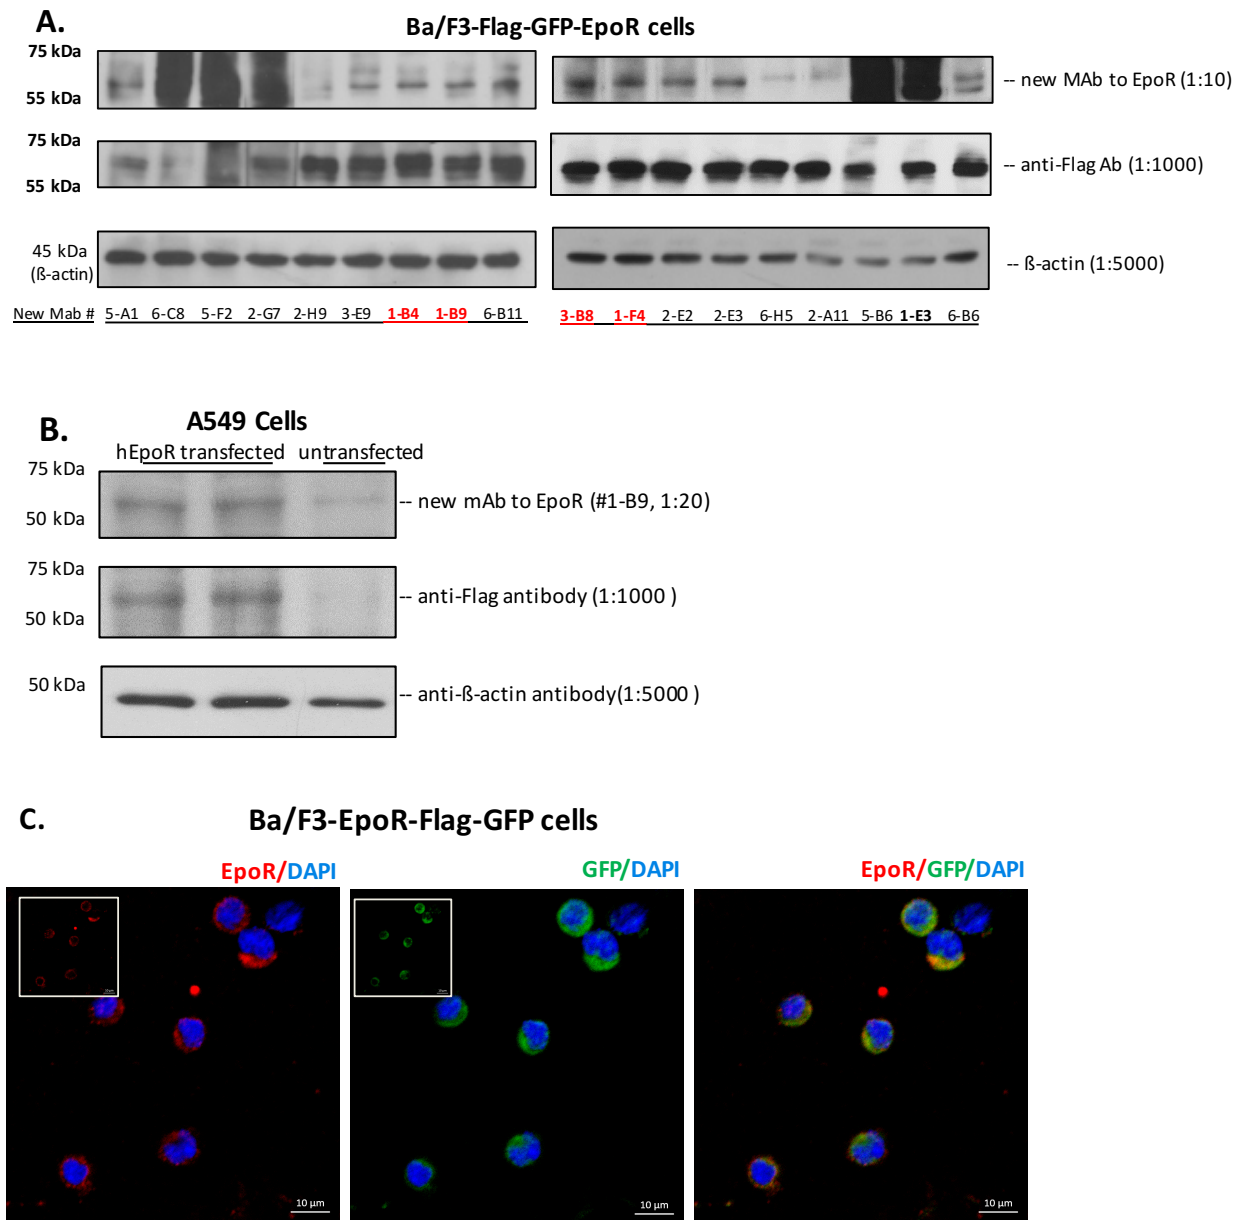 A.
Ba/F3-Flag-GFP-EpoR cells
75 kDa
55 kDa
-- new MAb to EpoR (1:10)
75 kDa
55 kDa
-- anti-Flag Ab (1:1000)
45 kDa
(ß-actin)
-- ß-actin (1:5000)
New Mab # 5-A1 6-C8 5-F2 2-G7 2-H9 3-E9 1-B4 1-B9 6-B11 3-B8 1-F4 2-E2 2-E3 6-H5 2-A11 5-B6 1-E3 6-B6
B.
A549 Cells
hEpoR transfected untransfected
75 kDa
50 kDa
-- new mAb to EpoR (#1-B9, 1:20)
75 kDa
50 kDa
-- anti-Flag antibody (1:1000 )
50 kDa
-- anti-ß-actin antibody(1:5000 )
C.
Ba/F3-EpoR-Flag-GFP cells
EpoR/DAPI GFP/DAPI EpoR/GFP/DAPI
10 µm 10 µm 10 µm